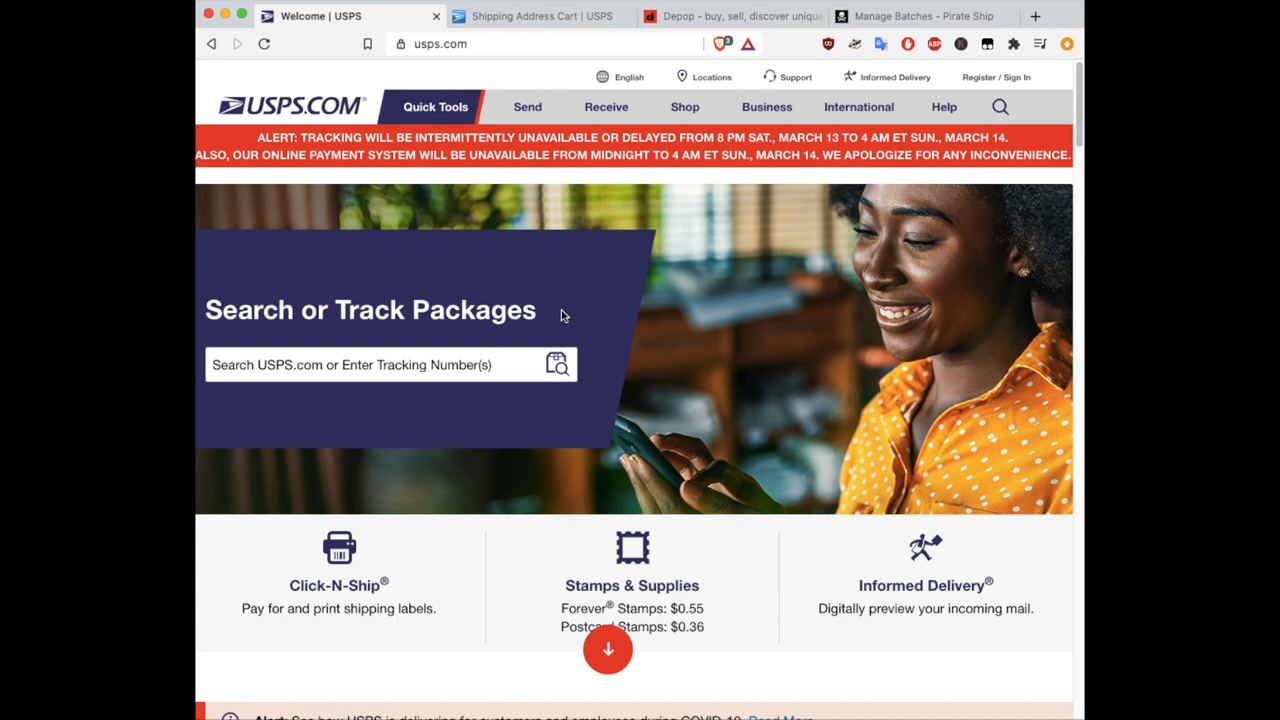 Welcome | USPS
Shipping Address Cart | USPS
Depop - buy, sell, discover unique
Manage Batches - Pirate Ship
usps.com
3
ABP
K
English
Locations
Support
Informed Delivery
Register / Sign In
USPS.COM®
Quick Tools
Send
Receive
Shop
Business
International
Help
ALERT: TRACKING WILL BE INTERMITTENTLY UNAVAILABLE OR DELAYED FROM 8 PM SAT., MARCH 13 TO 4 AM ET SUN., MARCH 14.
ALSO, OUR ONLINE PAYMENT SYSTEM WILL BE UNAVAILABLE FROM MIDNIGHT TO 4 AM ET SUN., MARCH 14. WE APOLOGIZE FOR ANY INCONVENIENCE.
Search or Track Packages
Search USPS.com or Enter Tracking Number(s)
Click-N-Ship®
Pay for and print shipping labels.
Stamps & Supplies
Forever® Stamps: $0.55
Postcard Stamps: $0.36
Informed Delivery®
Digitally preview your incoming mail.
Alert: See how USPS is delivering for customers and employees during COVID-19. Read More